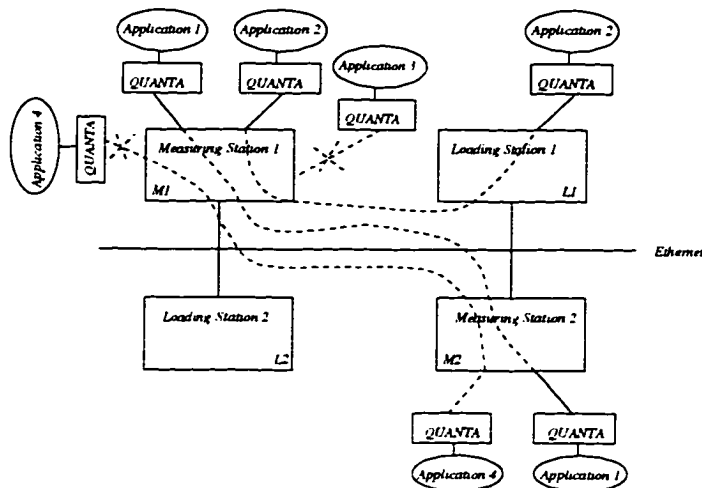 Application 1
Application 2
Application 2
Application 3
QUANTA
QUANTA
QUANTA
QUANTA
Application 4
QUANTA
Measuring Station 1
M1
Loading Station 1
L1
Ethernet
Loading Station 2
L2
Measuring Station 2
M2
QUANTA
QUANTA
Application 4
Application 1